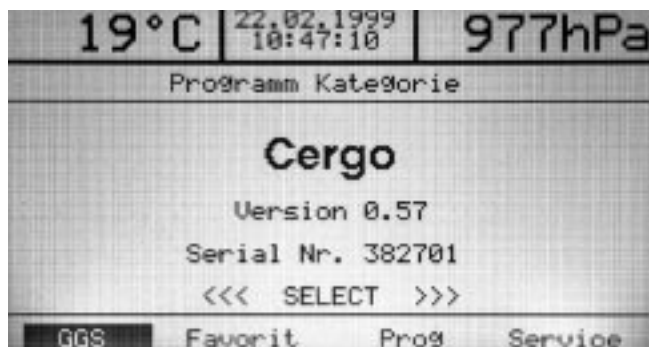 19°C 22.02.1999 977hPa
10:47:10
Programm Kategorie
Cergo
Version 0.57
Serial Nr. 382701
<<< SELECT >>>
GGS Favorit Prog Service